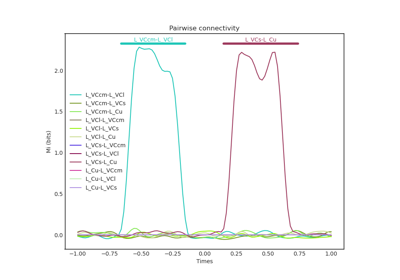 Pairwise connectivity
L_VCcm-L_VCl
L_VCs-L_Cu
2.0
1.5
1.0
0.5
0.0
MI (bits)
L_VCcm-L_VCl
L_VCcm-L_VCs
L_VCcm-L_Cu
L_VCl-L_VCcm
L_VCl-L_VCs
L_VCl-L_Cu
L_VCs-L_VCcm
L_VCs-L_VCl
L_VCs-L_Cu
L_Cu-L_VCcm
L_Cu-L_VCl
L_Cu-L_VCs
−1.00 −0.75 −0.50 −0.25 0.00 0.25 0.50 0.75 1.00
Times